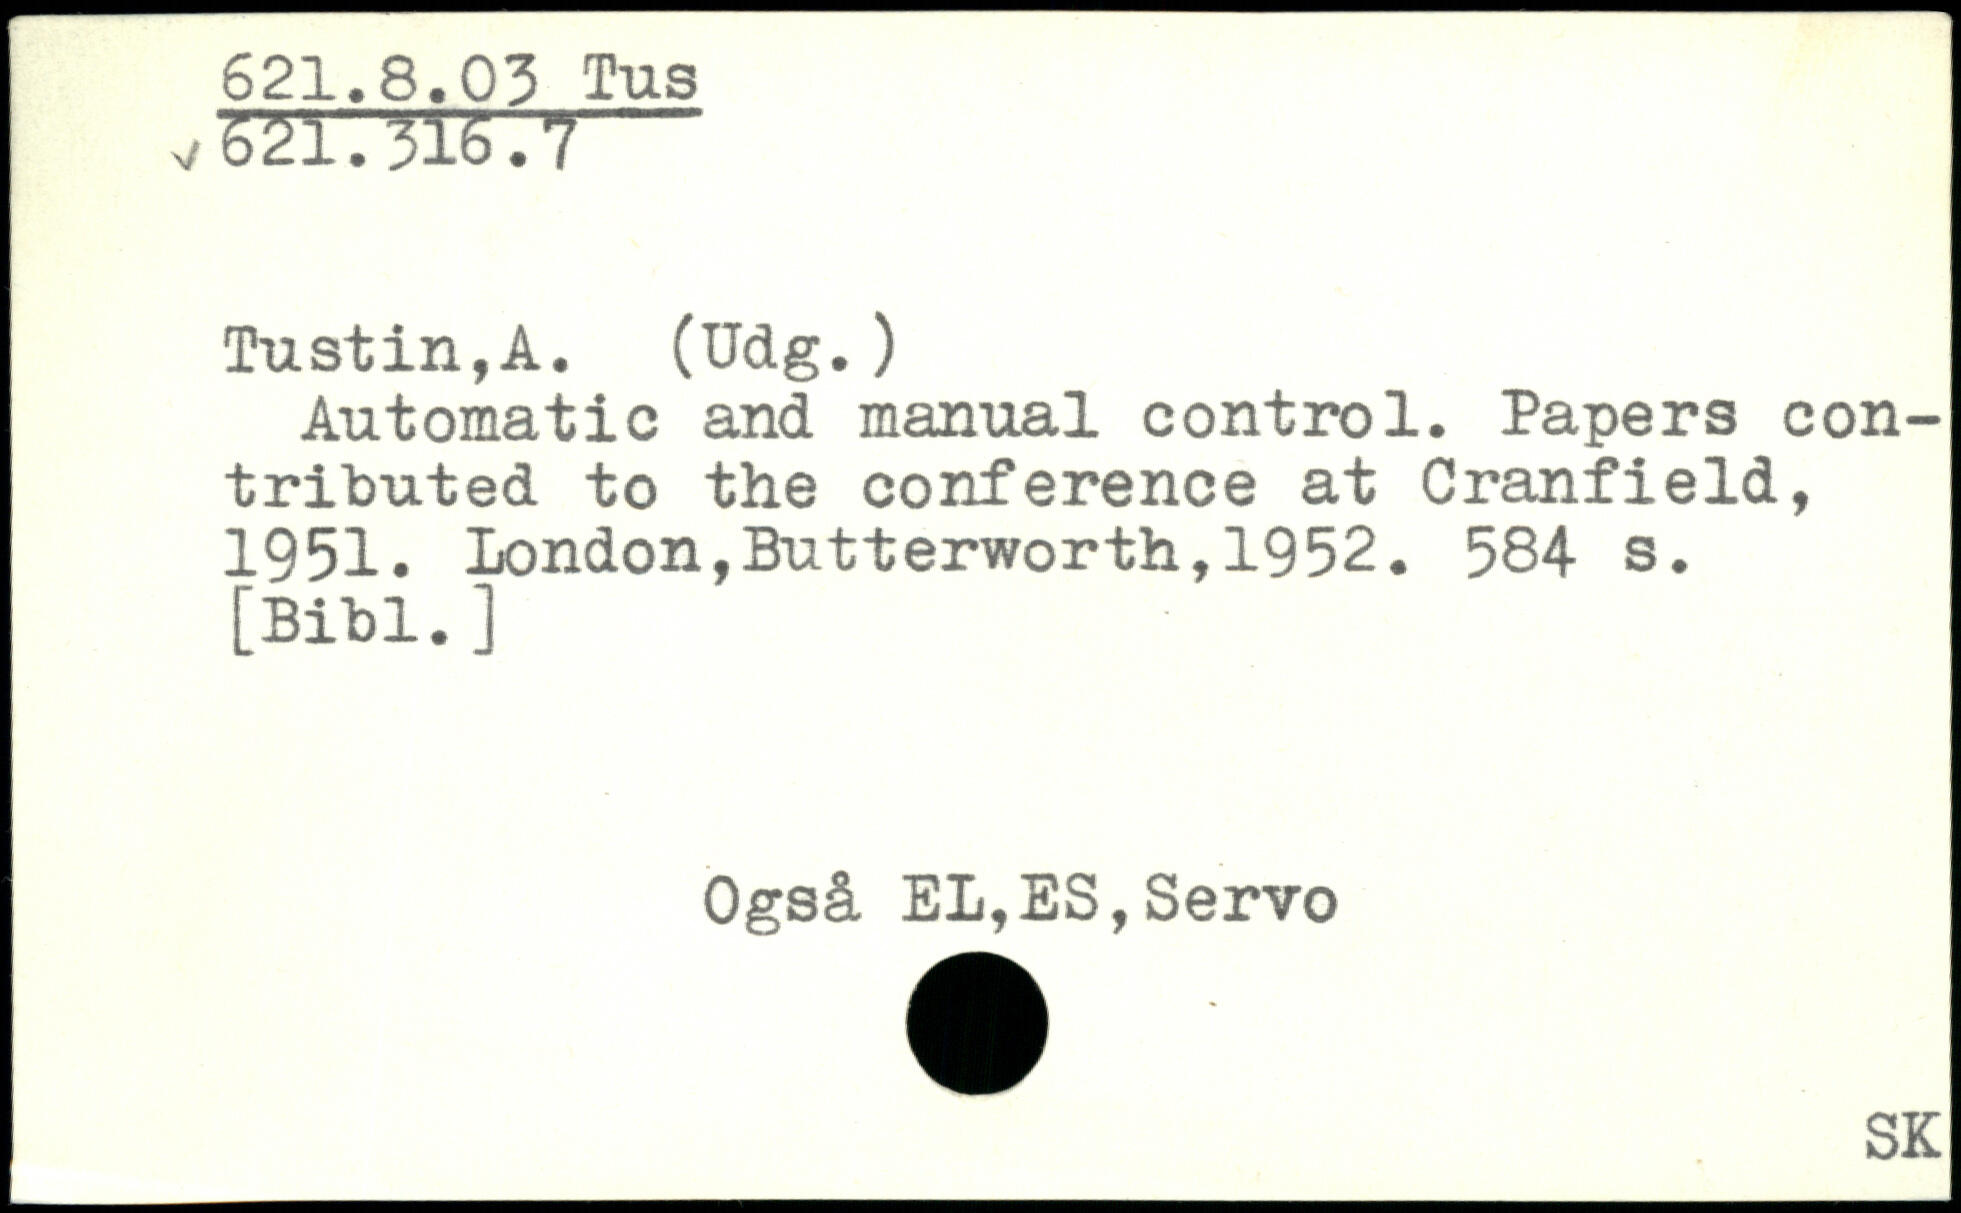 621.8.03 Tus
✓ 621.316.7
Tustin,A. (Udg.)
Automatic and manual control. Papers con-
tributed to the conference at Cranfield,
1951. London,Butterworth,1952. 584 s.
[Bibl.]
Også EL,ES,Servo
SK